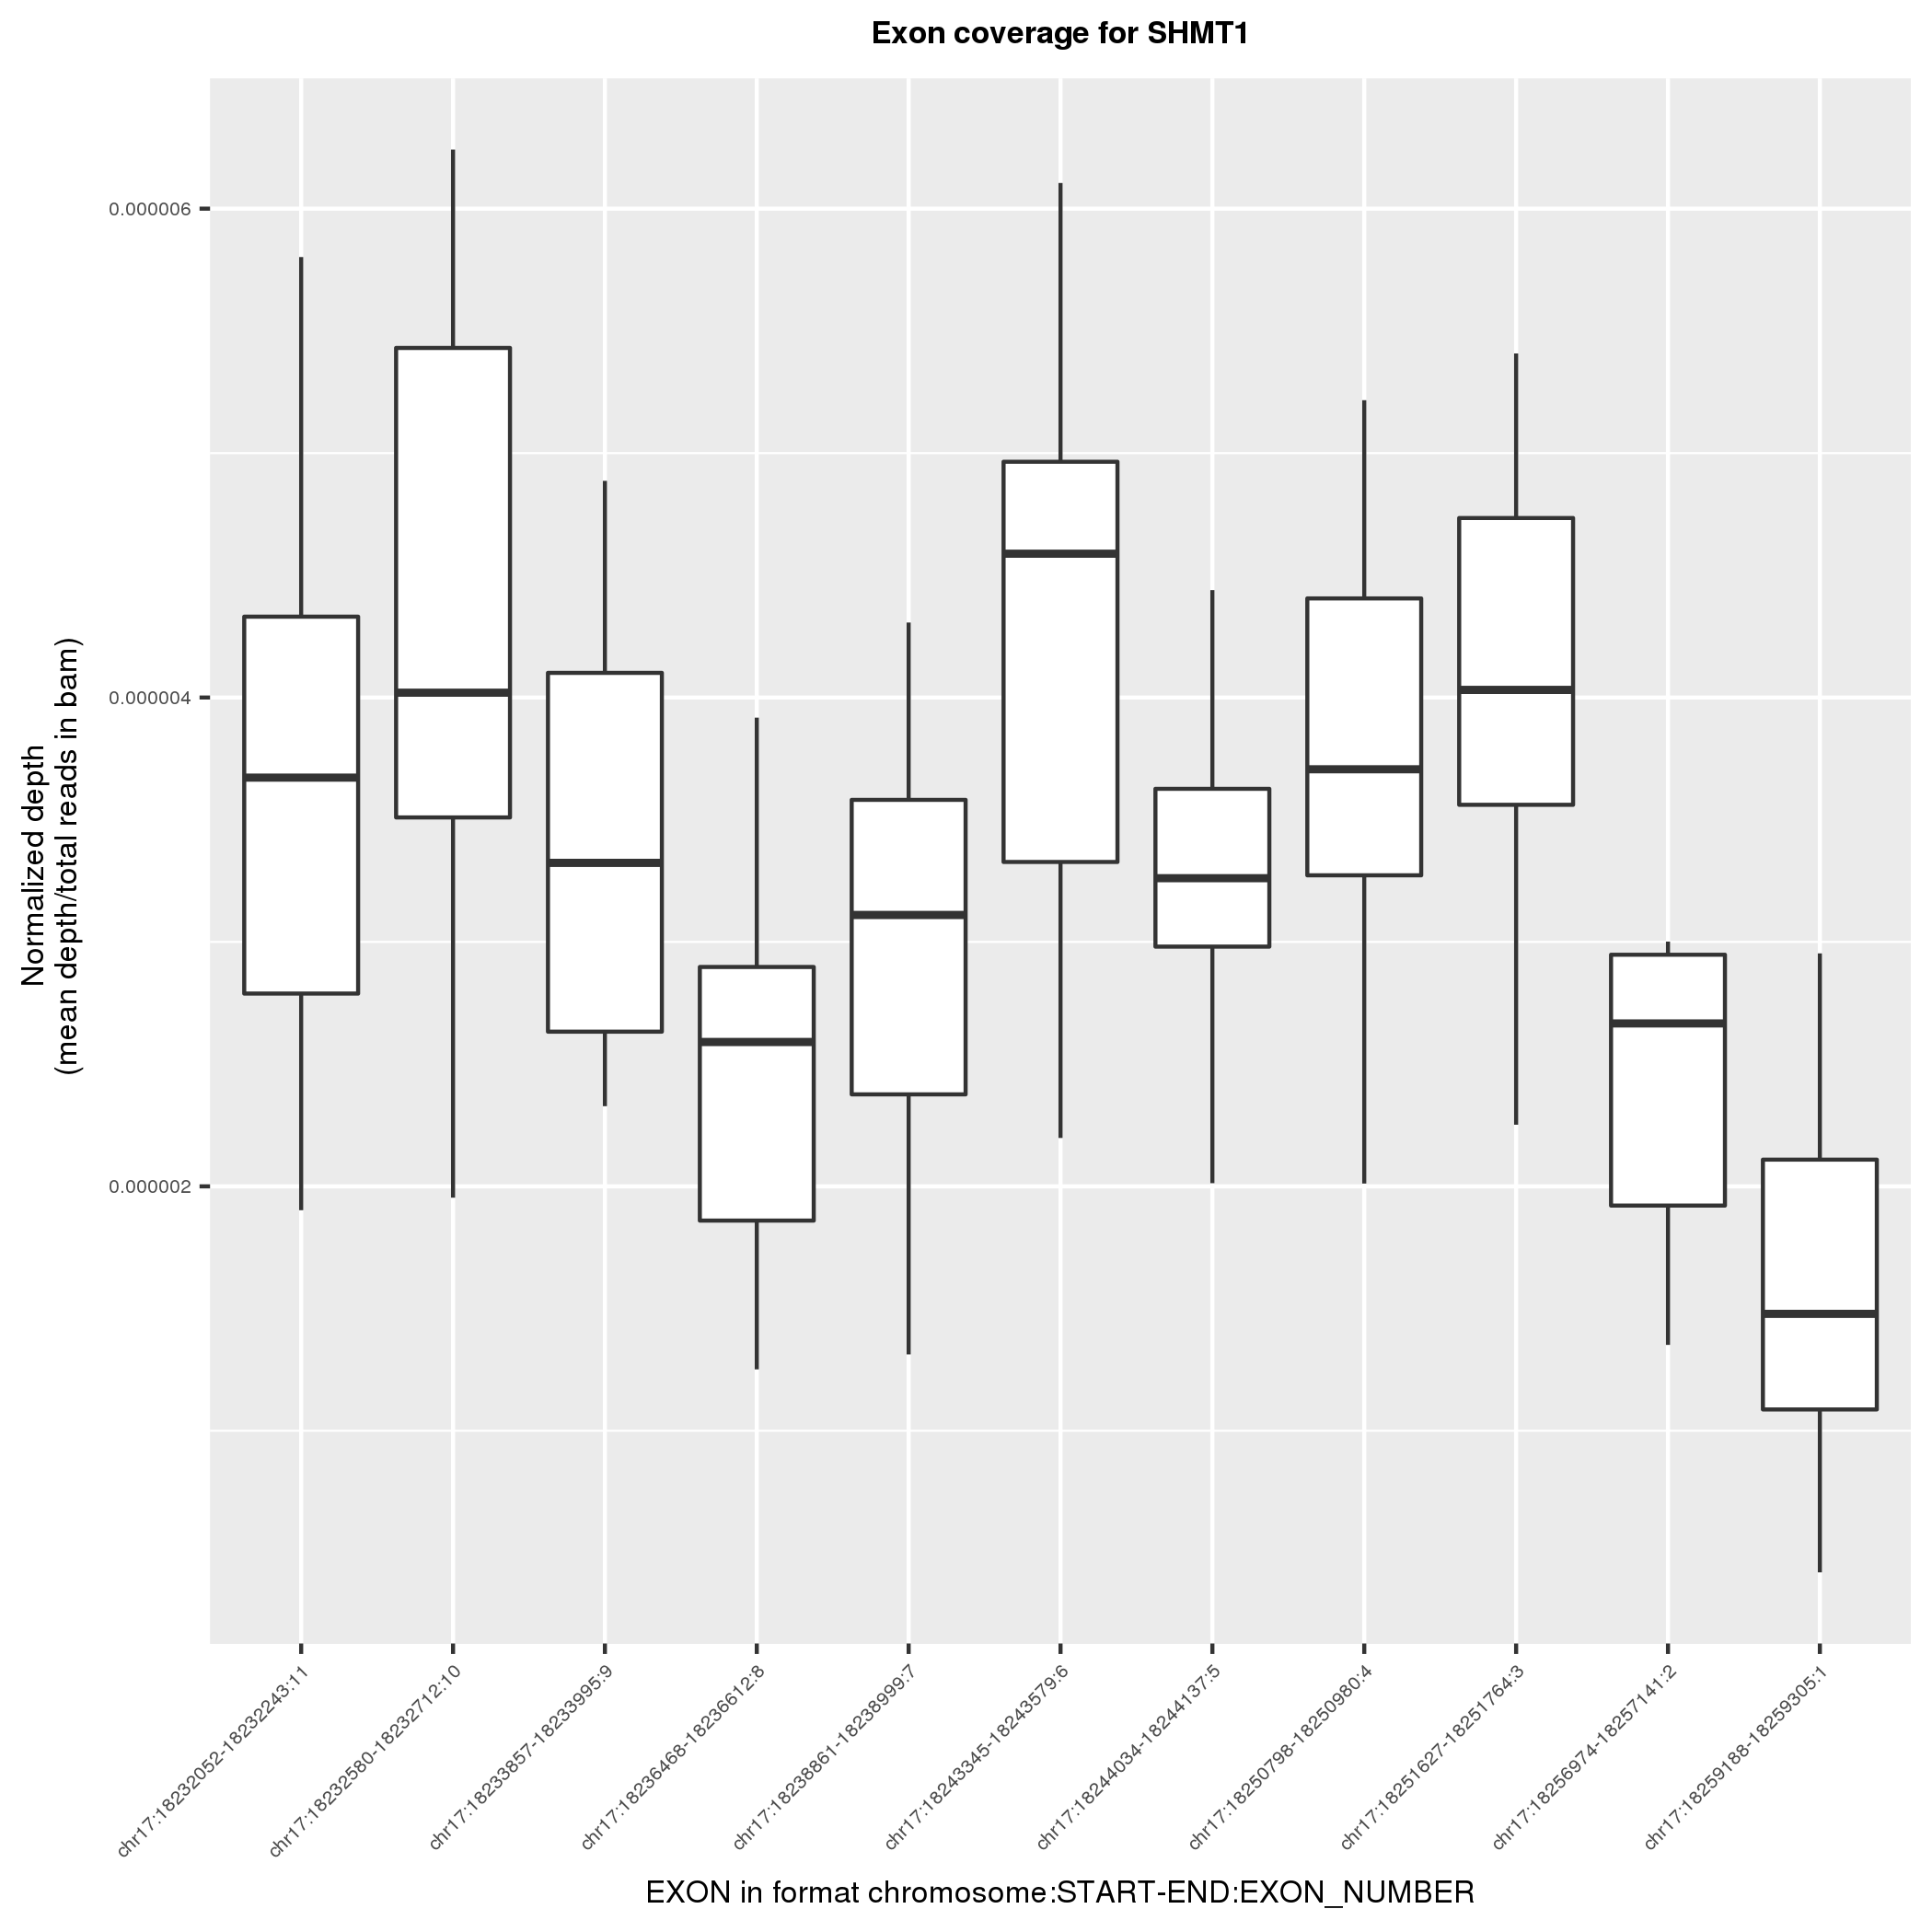 Exon coverage for SHMT1
Normalized depth
(mean depth/total reads in bam)
0.000006
0.000004
0.000002
chr17:18232052-18232243:11
chr17:18232580-18232712:10
chr17:18233857-18233995:9
chr17:18236468-18236612:8
chr17:18238861-18238999:7
chr17:18243345-18243579:6
chr17:18244034-18244137:5
chr17:18250798-18250980:4
chr17:18251627-18251764:3
chr17:18256974-18257141:2
chr17:18259188-18259305:1
EXON in format chromosome:START-END:EXON_NUMBER